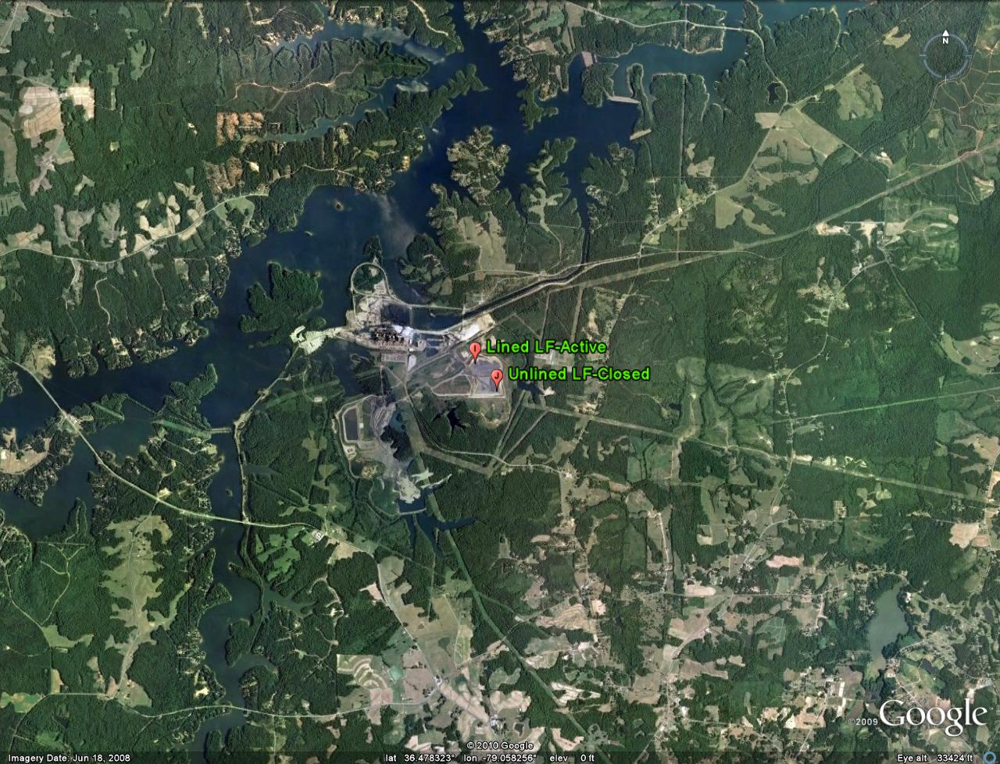 N
I Lined LF-Active
J Unlined LF-Closed
©2009 Google™
© 2010 Google
Imagery Date: Jun 18, 2008 lat 36.478323° lon -79.058256° elev 0 ft Eye alt 33424 ft